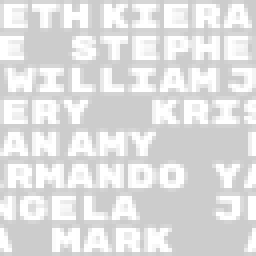 ETH KIERA
E STEPHE
WILLIAM J
ERY KRIS
AN AMY
ARMANDO YA
NGELA
A MARK